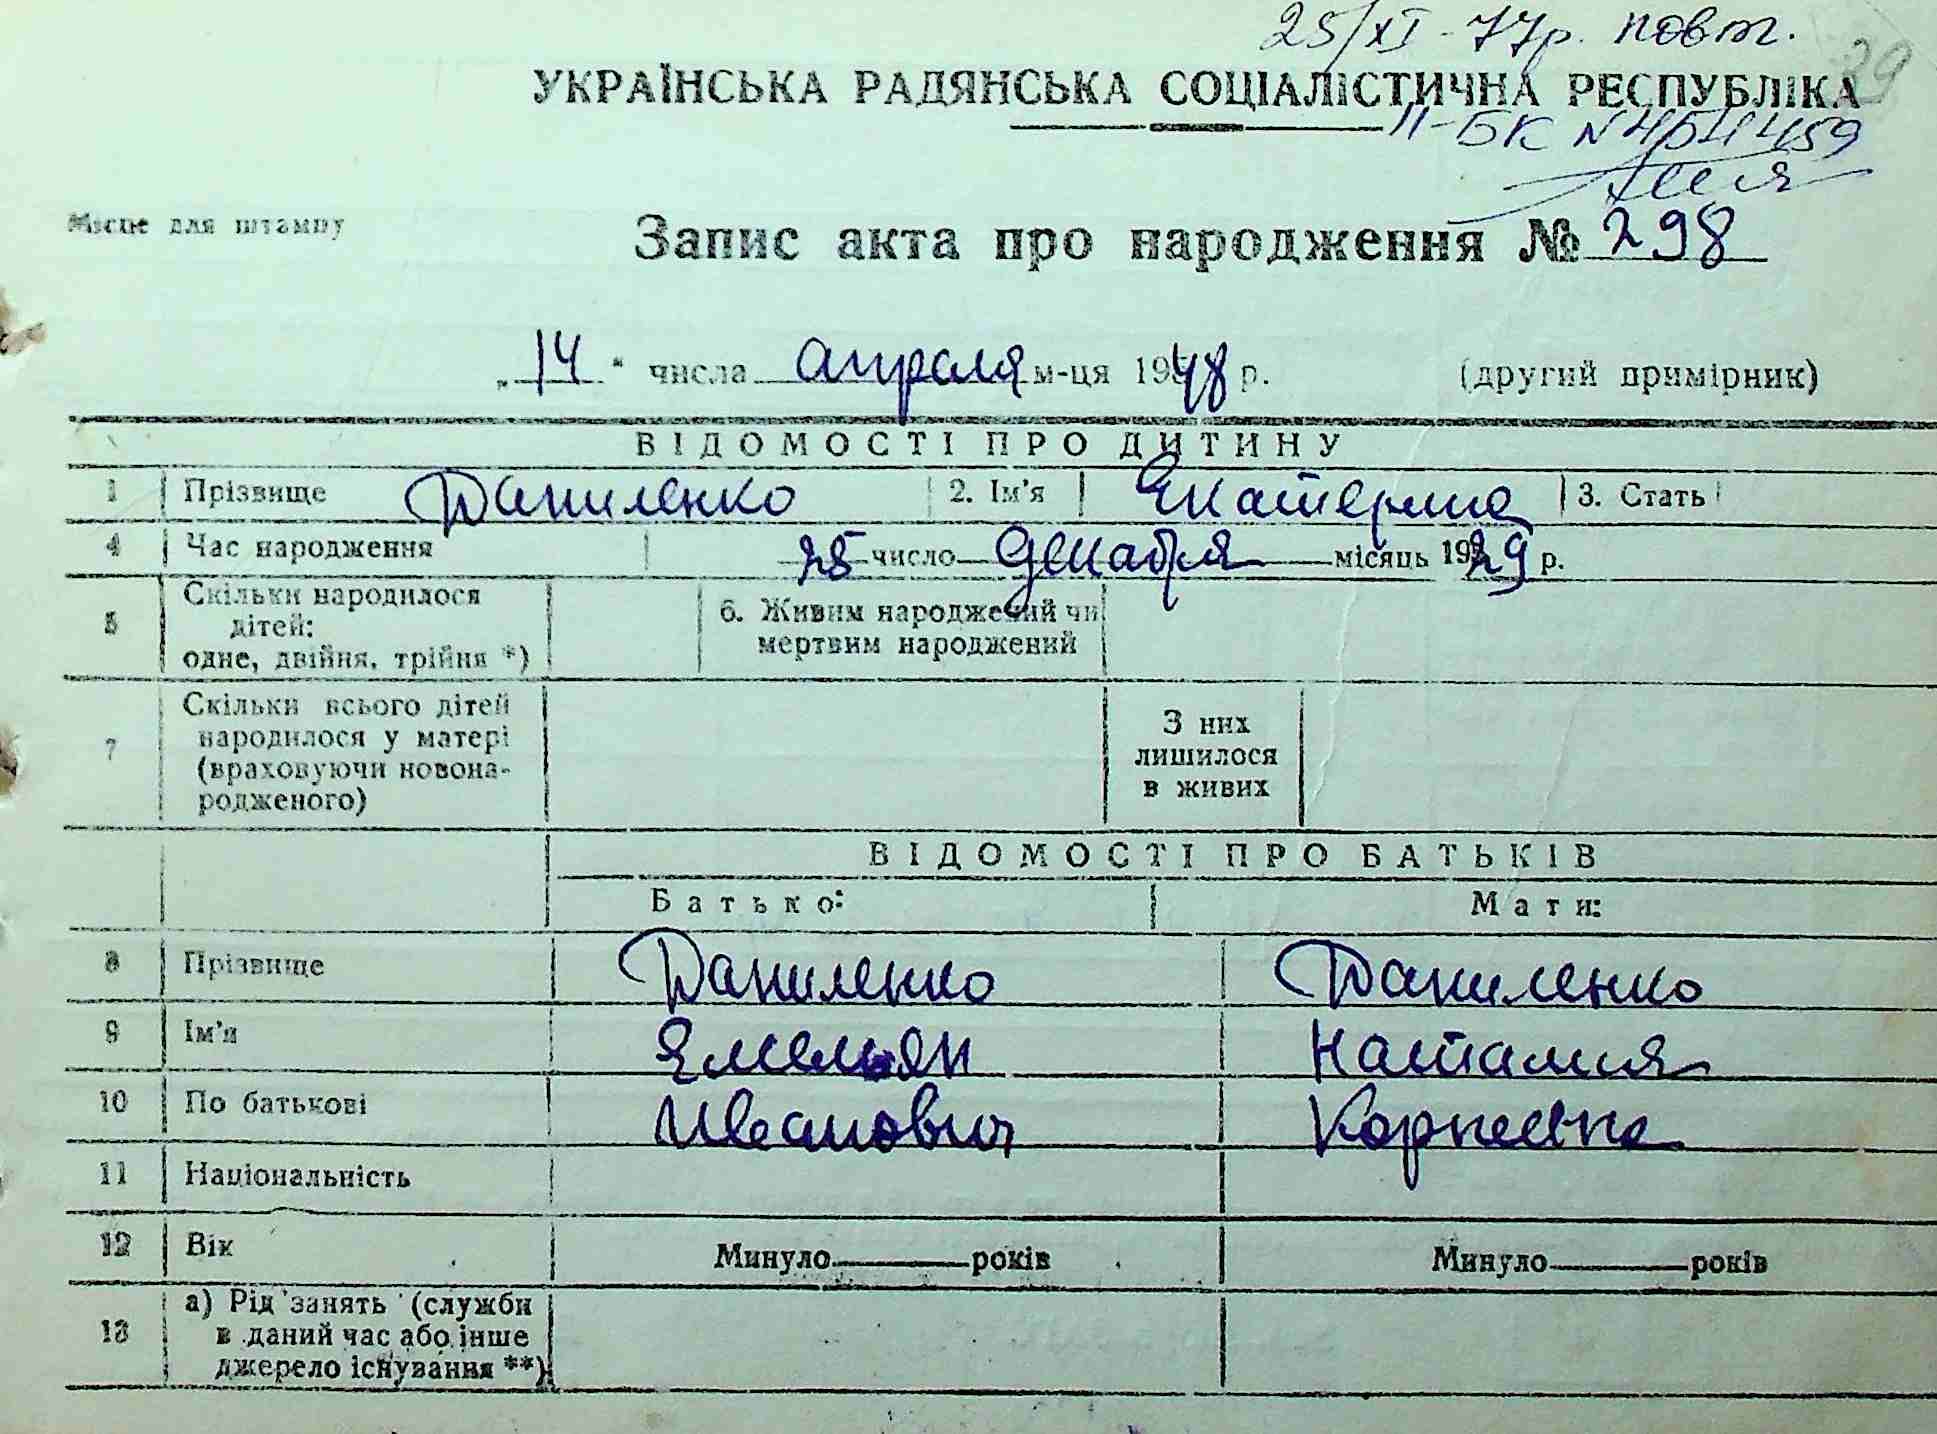 25/XI-77р. повт.
29
УКРАЇНСЬКА РАДЯНСЬКА СОЦІАЛІСТИЧНА РЕСПУБЛІКА
II-БК N 454459
Місце для штампу
Запис акта про народження № 298
„14" числа апреля м-ця 1948 р. (другий примірник)
ВІДОМОСТІ ПРО ДИТИНУ
1 Прізвище Даниленко 2. Ім'я Екатерина 3. Стать
4 Час народження 25 число декабря місяць 1929 р.
5 Скільки народилося дітей: одне, двійня, трійня *) 6. Живим народжений чи мертвим народжений
7 Скільки всього дітей народилося у матері (враховуючи новонародженого) З них лишилося в живих
ВІДОМОСТІ ПРО БАТЬКІВ
Батько: Мати:
8 Прізвище Даниленко Даниленко
9 Ім'я Емельян Наталия
10 По батькові Иванович Корнеевна
11 Національність
12 Вік Минуло років Минуло років
13 а) Рід занять (служби в даний час або інше джерело існування **)